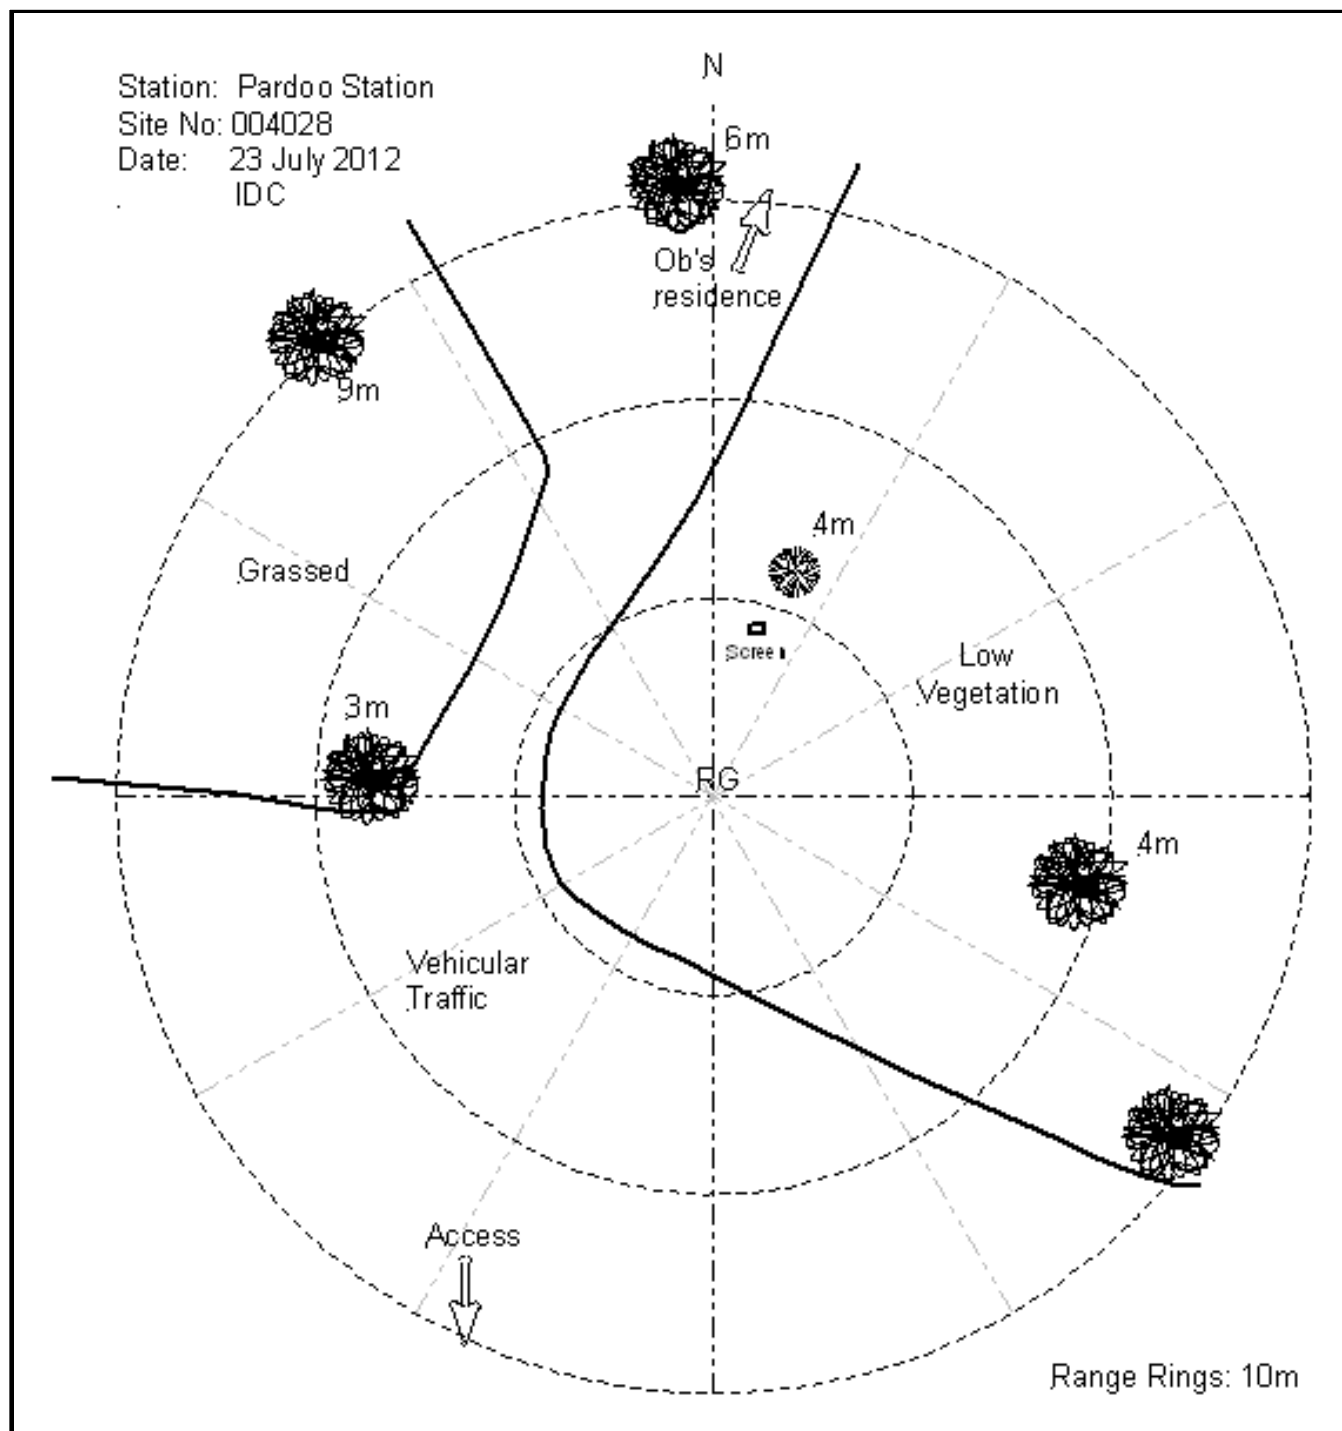 N
Station: Pardoo Station
Site No: 004028
Date: 23 July 2012
IDC
6m
Ob's
residence
9m
4m
Grassed
Screen
Low
Vegetation
3m
RG
4m
Vehicular
Traffic
Access
Range Rings: 10m